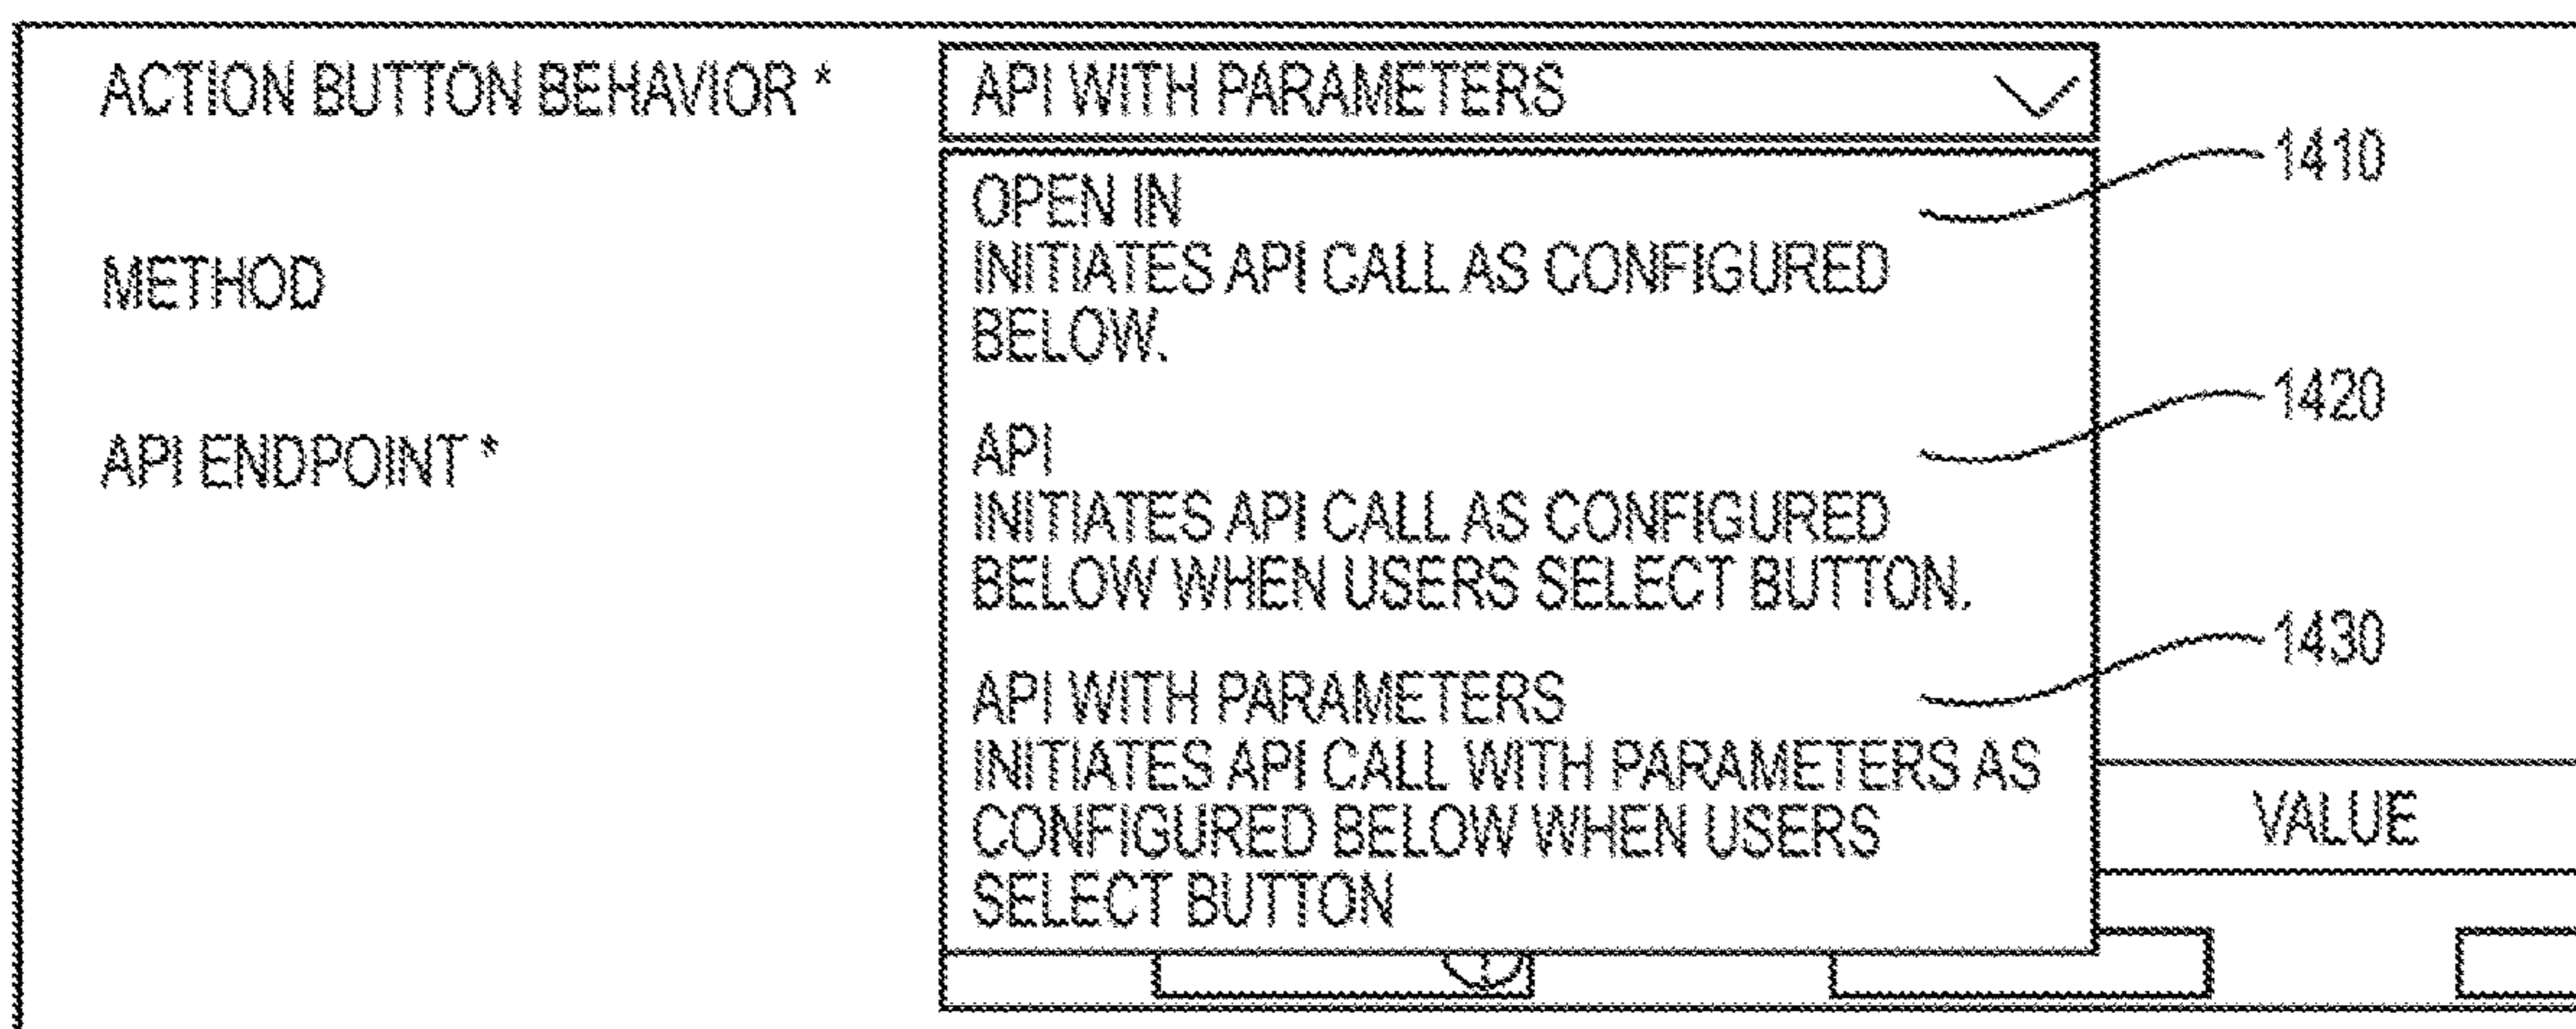 ACTION BUTTON BEHAVIOR *
API WITH PARAMETERS
1410
OPEN IN
INITIATES API CALL AS CONFIGURED
BELOW.
METHOD
1420
API
INITIATES API CALL AS CONFIGURED
BELOW WHEN USERS SELECT BUTTON.
API ENDPOINT *
1430
API WITH PARAMETERS
INITIATES API CALL WITH PARAMETERS AS
CONFIGURED BELOW WHEN USERS
SELECT BUTTON
VALUE